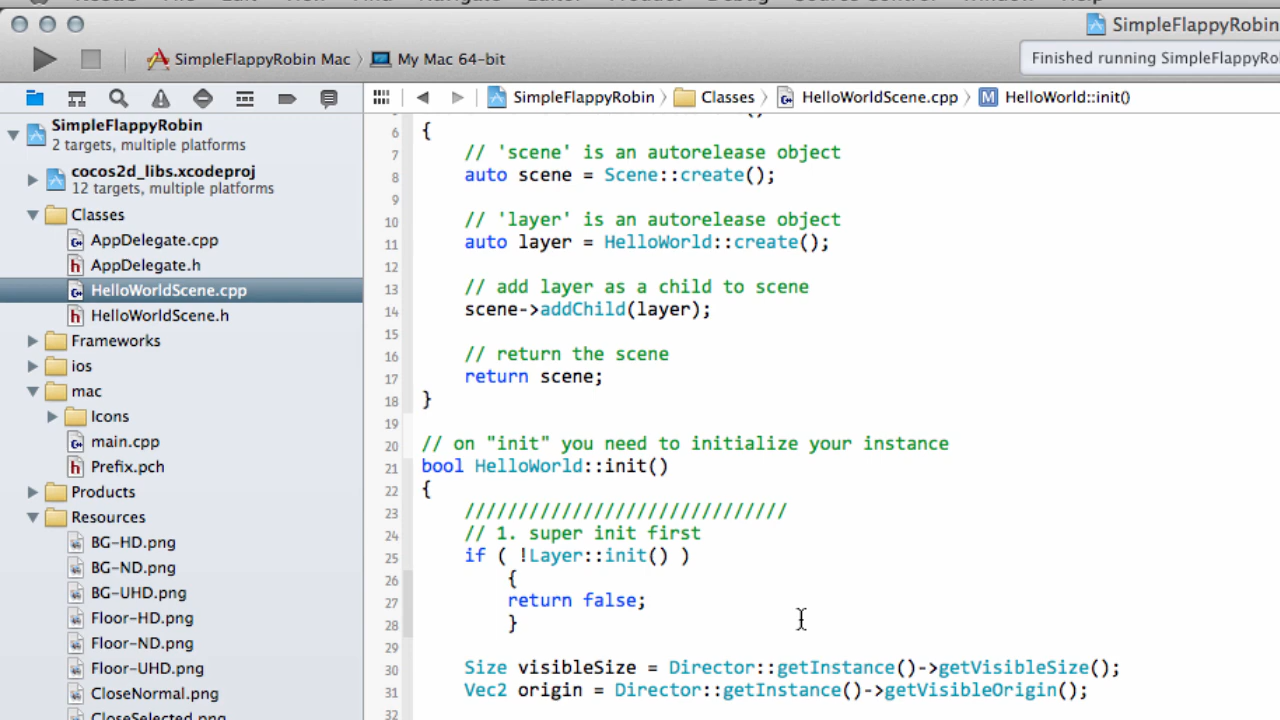 SimpleFlappyRobin
SimpleFlappyRobin Mac
My Mac 64-bit
Finished running SimpleFlappyRo
SimpleFlappyRobin
Classes
HelloWorldScene.cpp
M
HelloWorld::init()
SimpleFlappyRobin
2 targets, multiple platforms
cocos2d_libs.xcodeproj
12 targets, multiple platforms
Classes
AppDelegate.cpp
h AppDelegate.h
HelloWorldScene.cpp
h HelloWorldScene.h
Frameworks
ios
mac
Icons
main.cpp
h Prefix.pch
Products
Resources
BG-HD.png
BG-ND.png
BG-UHD.png
Floor-HD.png
Floor-ND.png
Floor-UHD.png
CloseNormal.png
CloseSelected.png
6 {
7 // 'scene' is an autorelease object
8 auto scene = Scene::create();
9
10 // 'layer' is an autorelease object
11 auto layer = HelloWorld::create();
12
13 // add layer as a child to scene
14 scene->addChild(layer);
15
16 // return the scene
17 return scene;
18 }
19
20 // on "init" you need to initialize your instance
21 bool HelloWorld::init()
22 {
23 //////////////////////////////
24 // 1. super init first
25 if ( !Layer::init() )
26 {
27 return false;
28 }
29
30 Size visibleSize = Director::getInstance()->getVisibleSize();
31 Vec2 origin = Director::getInstance()->getVisibleOrigin();
32